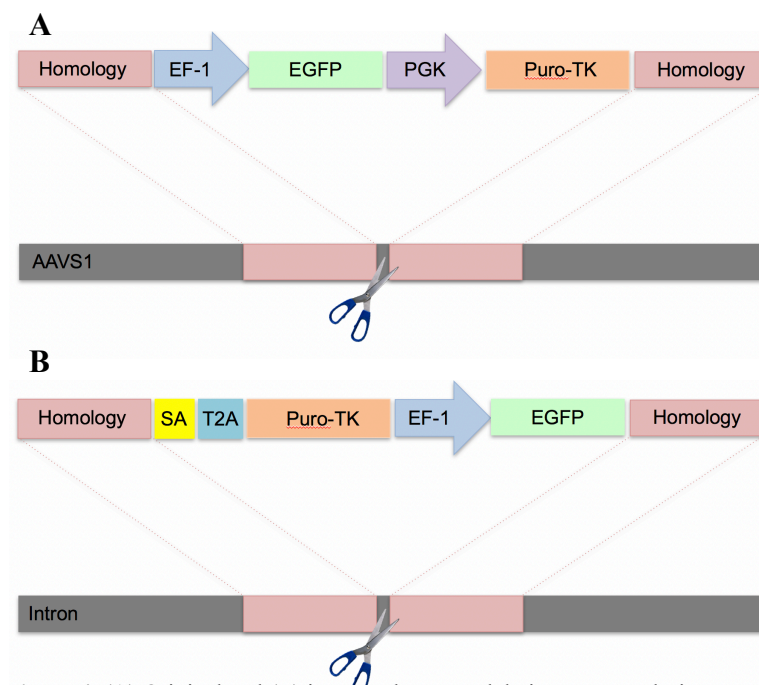 A
Homology EF-1 EGFP PGK Puro-TK Homology
AAVS1
B
Homology SA T2A Puro-TK EF-1 EGFP Homology
Intron